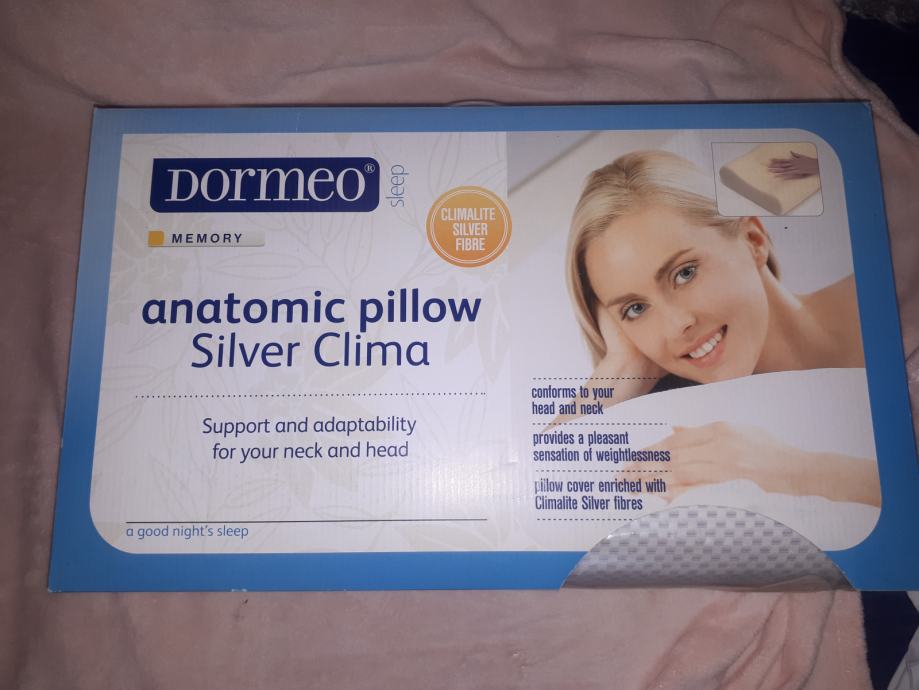 Dormeo® sleep
MEMORY
CLIMALITE
SILVER
FIBRE
anatomic pillow
Silver Clima
Support and adaptability
for your neck and head
a good night's sleep
conforms to your
head and neck
provides a pleasant
sensation of weightlessness
pillow cover enriched with
Climalite Silver fibres